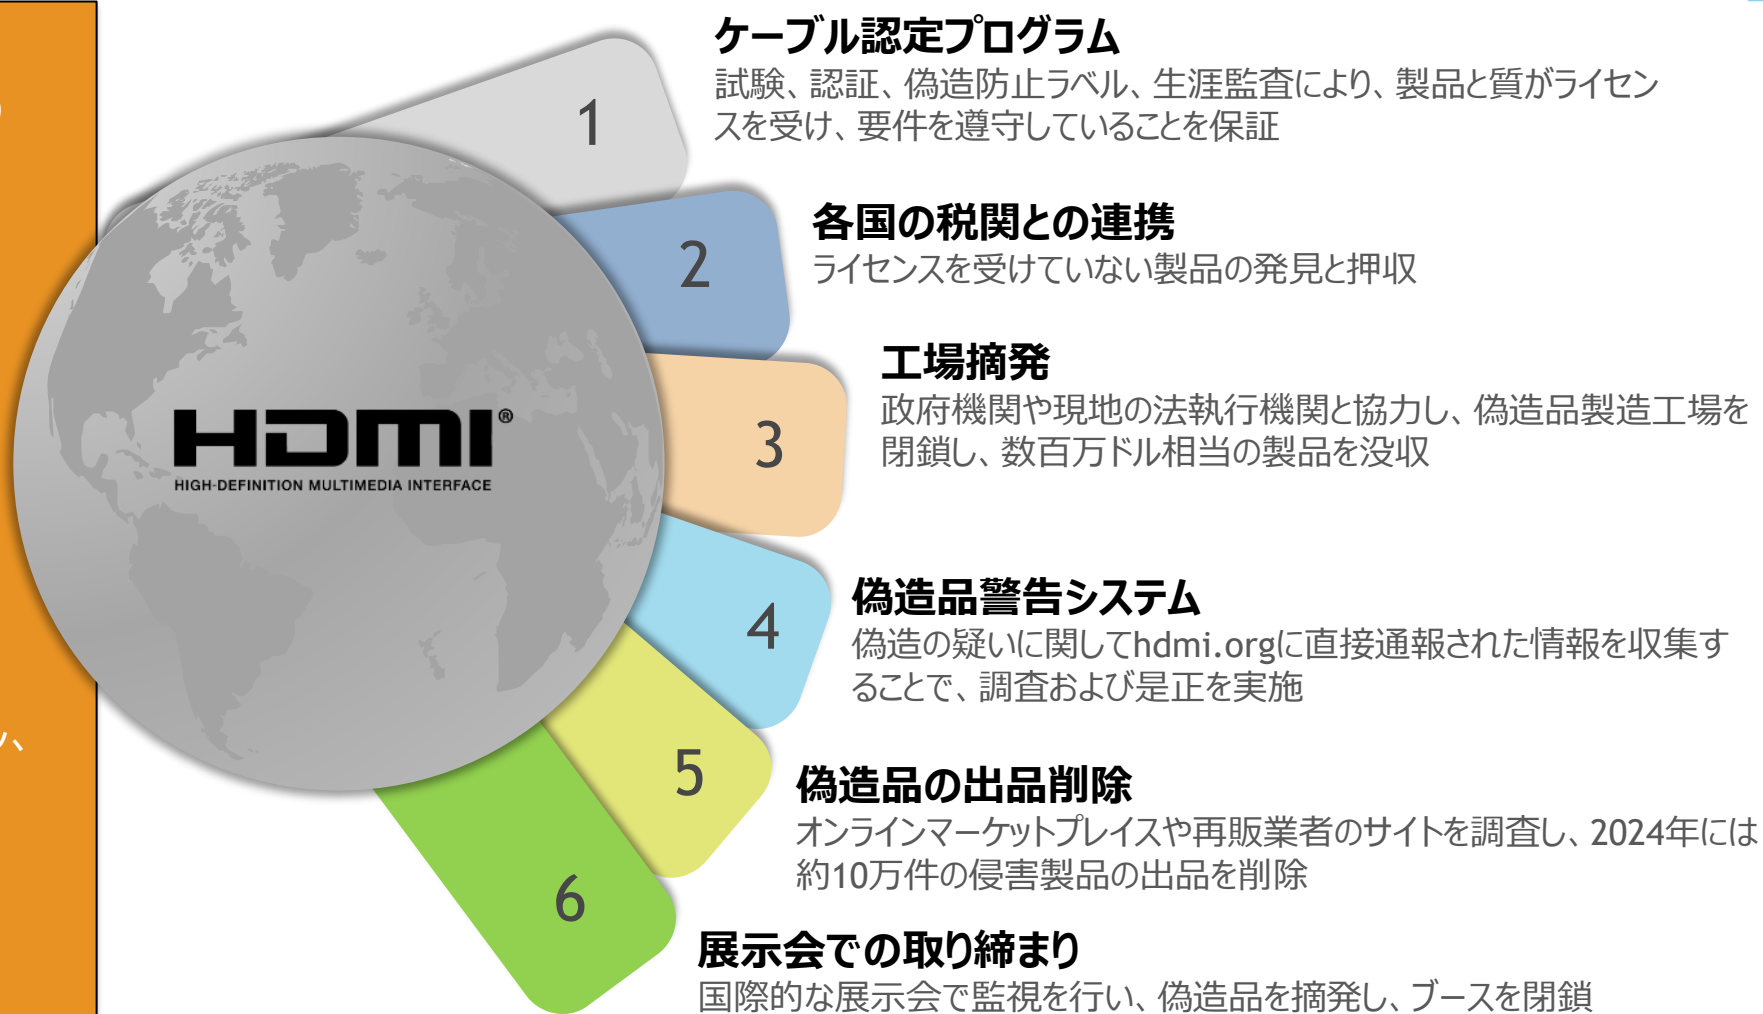 ケーブル認定プログラム
試験、認証、偽造防止ラベル、生涯監査により、製品と質がライセン
スを受け、要件を遵守していることを保証
1
各国の税関との連携
ライセンスを受けていない製品の発見と押収
2
工場摘発
政府機関や現地の法執行機関と協力し、偽造品製造工場を
閉鎖し、数百万ドル相当の製品を没収
3
HDMI®
HIGH-DEFINITION MULTIMEDIA INTERFACE
偽造品警告システム
偽造の疑いに関してhdmi.orgに直接通報された情報を収集す
ることで、調査および是正を実施
4
偽造品の出品削除
オンラインマーケットプレイスや再販業者のサイトを調査し、2024年には
約10万件の侵害製品の出品を削除
5
展示会での取り締まり
国際的な展示会で監視を行い、偽造品を摘発し、ブースを閉鎖
6